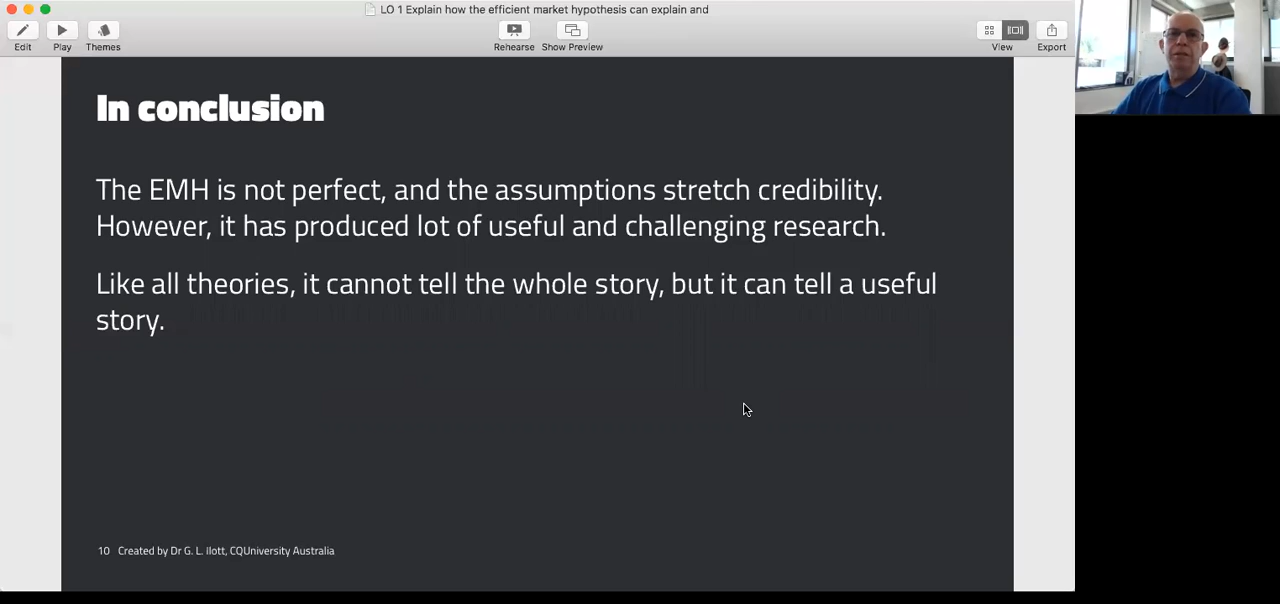 LO 1 Explain how the efficient market hypothesis can explain and
Edit
Play
Themes
Rehearse
Show Preview
View
Export
In conclusion
The EMH is not perfect, and the assumptions stretch credibility.
However, it has produced lot of useful and challenging research.
Like all theories, it cannot tell the whole story, but it can tell a useful
story.
10 Created by Dr G. L. ilott, CQUniversity Australia